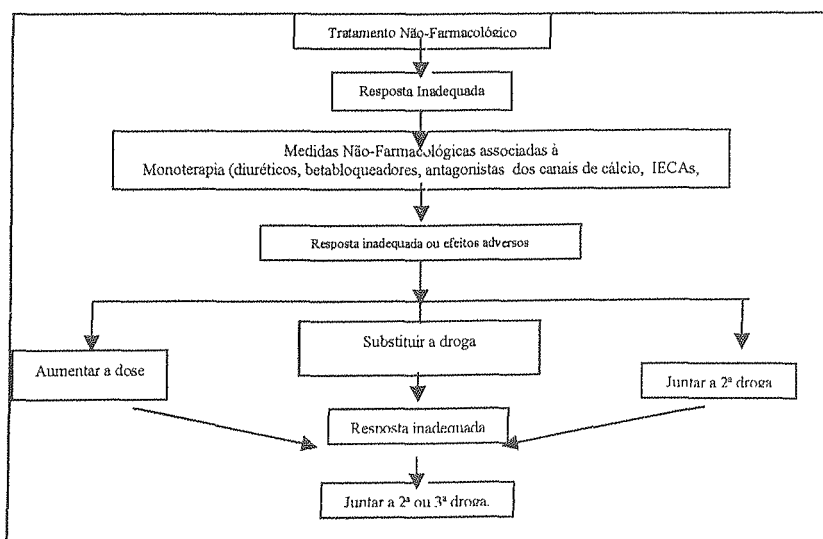 Tratamento Não-Farmacológico
Resposta Inadequada
Medidas Não-Farmacológicas associadas à
Monoterapia (diuréticos, betabloqueadores, antagonistas dos canais de cálcio, IECAs,
Resposta inadequada ou efeitos adversos
Aumentar a dose
Substituir a droga
Juntar a 2ª droga
Resposta inadequada
Juntar a 2ª ou 3ª droga.